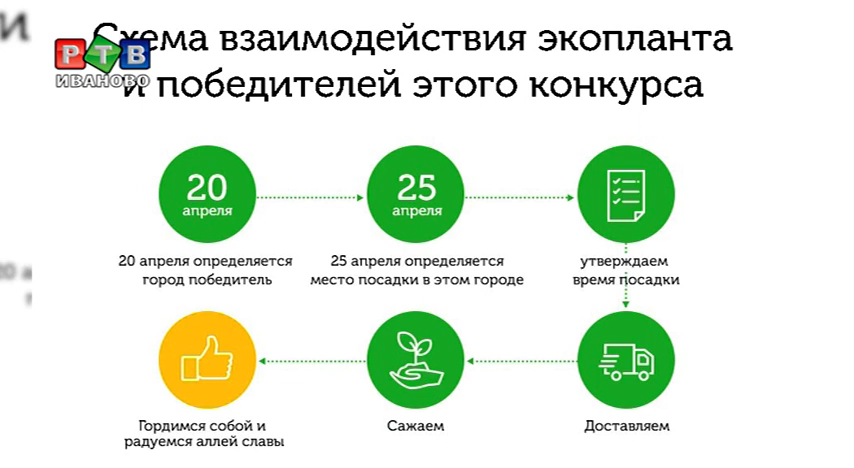 Схема взаимодействия экопланта
и победителей этого конкурса
РТВ
ИВАНОВО
20
апреля
25
апреля
20 апреля определяется
город победитель
25 апреля определяется
место посадки в этом городе
утверждаем
время посадки
Гордимся собой и
радуемся аллей славы
Сажаем
Доставляем